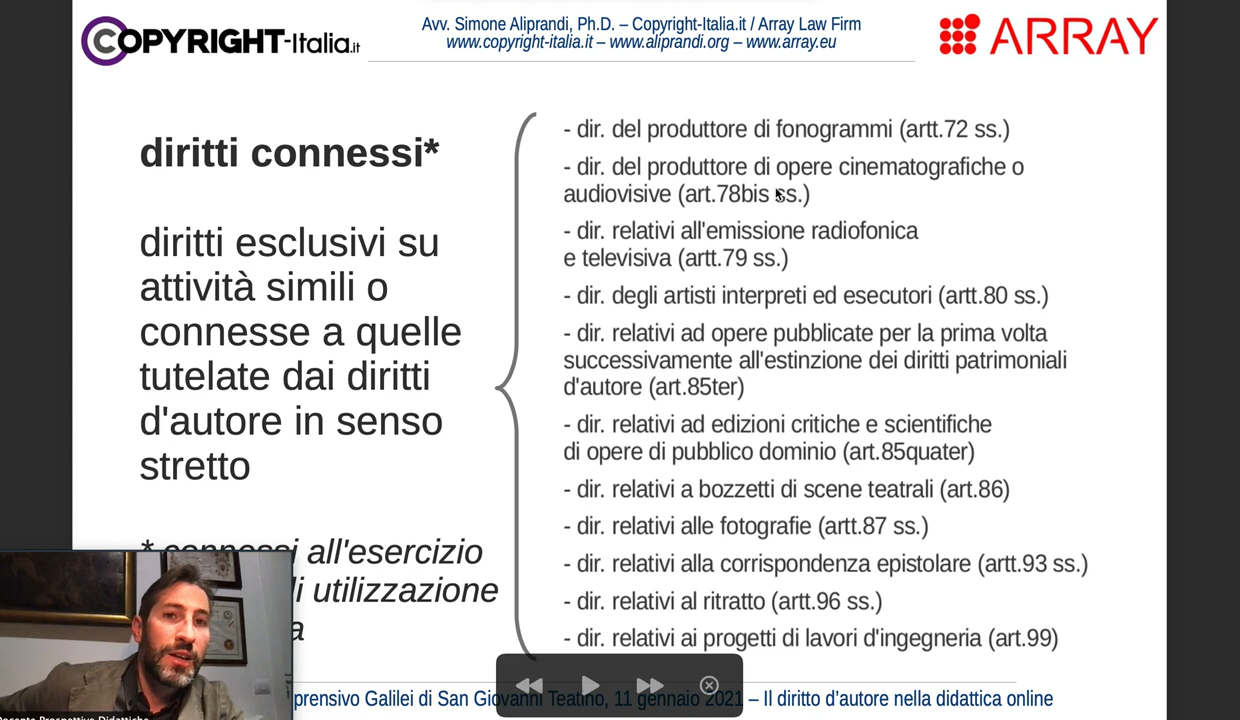 COPYRIGHT-Italia.it
Avv. Simone Aliprandi, Ph.D. – Copyright-Italia.it / Array Law Firm
www.copyright-italia.it – www.aliprandi.org – www.array.eu
ARRAY
diritti connessi*
diritti esclusivi su
attività simili o
connesse a quelle
tutelate dai diritti
d'autore in senso
stretto
* connessi all'esercizio
di utilizzazione
- dir. del produttore di fonogrammi (artt.72 ss.)
- dir. del produttore di opere cinematografiche o
audiovisive (art.78bis ss.)
- dir. relativi all'emissione radiofonica
e televisiva (artt.79 ss.)
- dir. degli artisti interpreti ed esecutori (artt.80 ss.)
- dir. relativi ad opere pubblicate per la prima volta
successivamente all'estinzione dei diritti patrimoniali
d'autore (art.85ter)
- dir. relativi ad edizioni critiche e scientifiche
di opere di pubblico dominio (art.85quater)
- dir. relativi a bozzetti di scene teatrali (art.86)
- dir. relativi alle fotografie (artt.87 ss.)
- dir. relativi alla corrispondenza epistolare (artt.93 ss.)
- dir. relativi al ritratto (artt.96 ss.)
- dir. relativi ai progetti di lavori d'ingegneria (art.99)
prensivo Galilei di San Giovanni Teatino, 11 gennaio 2021 – Il diritto d'autore nella didattica online
Docente Prospettive Didattiche